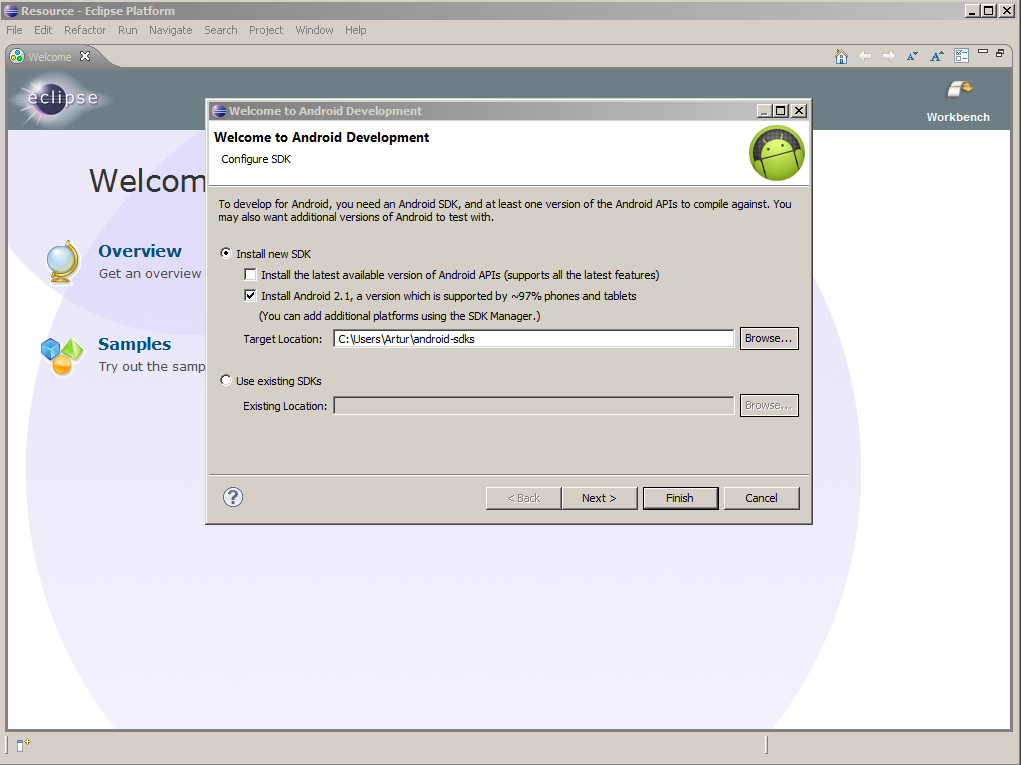 Resource - Eclipse Platform
File Edit Refactor Run Navigate Search Project Window Help
Welcome
eclipse
Workbench
Welcom
Overview
Get an overview
Samples
Try out the samp
Welcome to Android Development
Welcome to Android Development
Configure SDK
To develop for Android, you need an Android SDK, and at least one version of the Android APIs to compile against. You
may also want additional versions of Android to test with.
Install new SDK
Install the latest available version of Android APIs (supports all the latest features)
Install Android 2.1, a version which is supported by ~97% phones and tablets
(You can add additional platforms using the SDK Manager.)
Target Location: C:\Users\Artur\android-sdks Browse...
Use existing SDKs
Existing Location: Browse...
? < Back Next > Finish Cancel